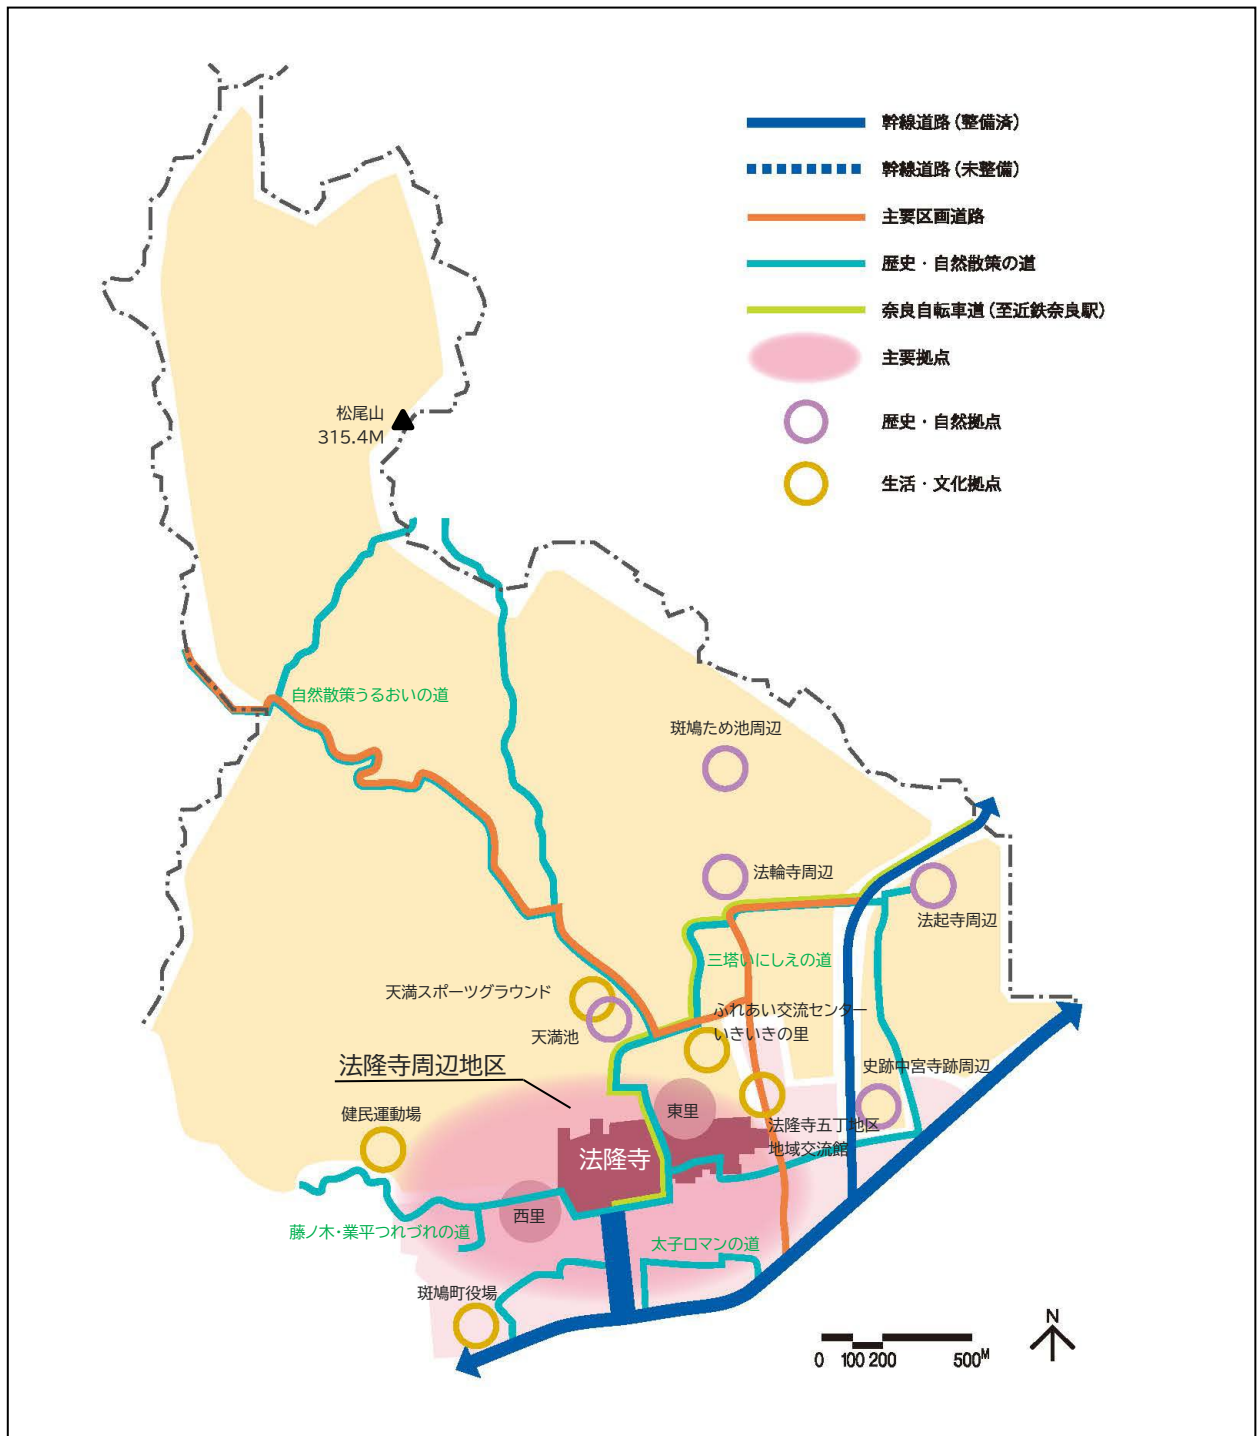 幹線道路（整備済）
幹線道路（未整備）
主要区画道路
歴史・自然散策の道
奈良自転車道（至近鉄奈良駅）
主要拠点
歴史・自然拠点
生活・文化拠点
松尾山
315.4M
自然散策うるおいの道
斑鳩ため池周辺
法輪寺周辺
法起寺周辺
三塔いにしえの道
天満スポーツグラウンド
天満池
ふれあい交流センター
いきいきの里
法隆寺周辺地区
史跡中宮寺跡周辺
健民運動場
東里
法隆寺五丁地区
地域交流館
法隆寺
西里
藤ノ木・業平つれづれの道
太子ロマンの道
斑鳩町役場
N
0 100 200 500M